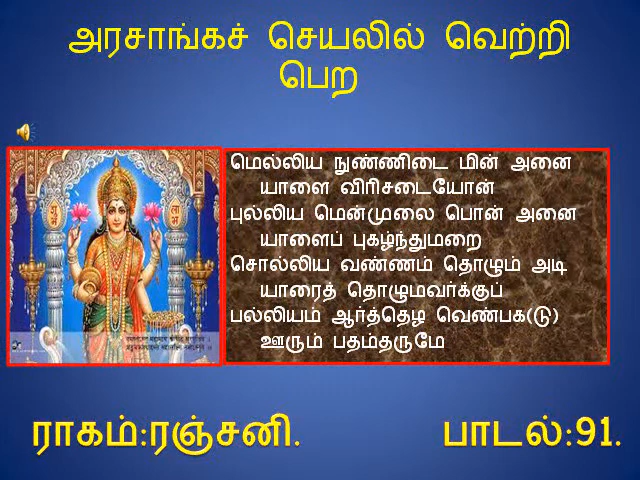 அரசாங்கச் செயலில் வெற்றி
பெற
மெல்லிய நுண்ணிடை மின் அனை
யாளை விரிசடையோன்
புல்லிய மென்முலை பொன் அனை
யாளைப் புகழ்ந்துமறை
சொல்லிய வண்ணம் தொழும் அடி
யாரைத் தொழுமவர்க்குப்
பல்லியம் ஆர்த்தெழ வெண்பக(டு)
ஊரும் பதம்தருமே
ராகம்:ரஞ்சனி. பாடல்:91.